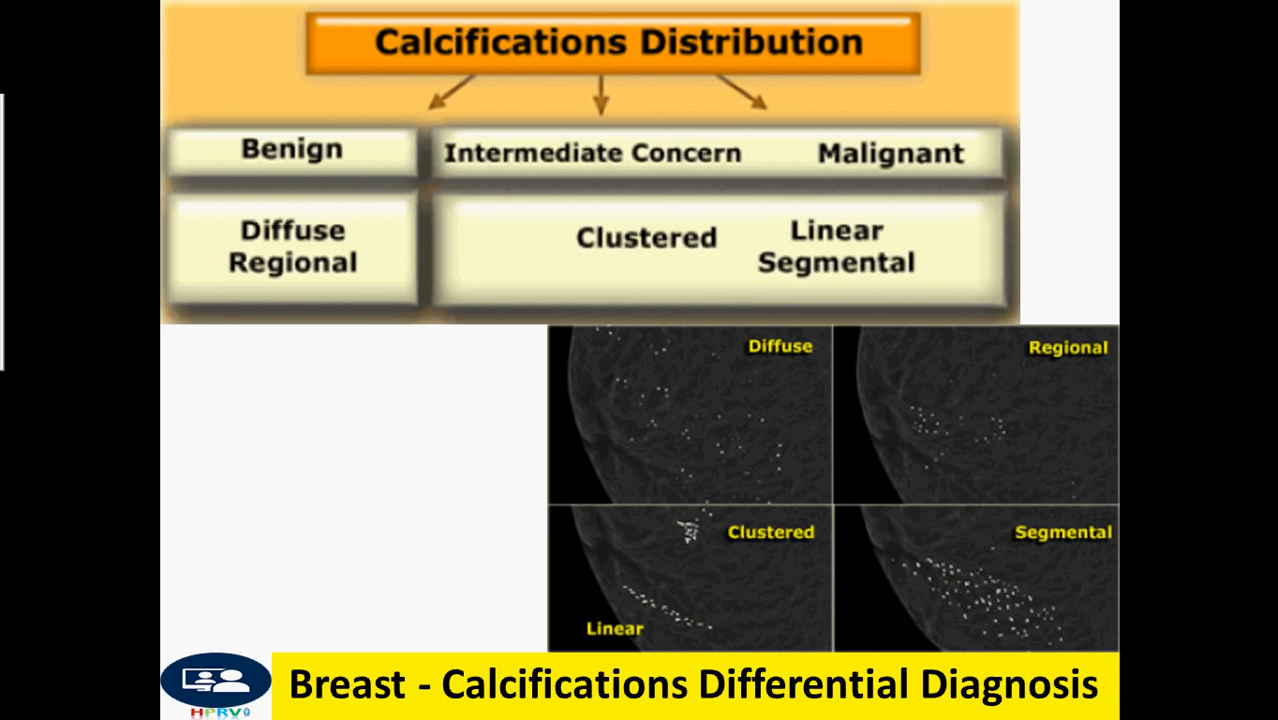 Calcifications Distribution
Benign
Intermediate Concern
Malignant
Diffuse
Regional
Clustered
Linear
Segmental
Diffuse
Regional
Clustered
Segmental
Linear
Breast - Calcifications Differential Diagnosis